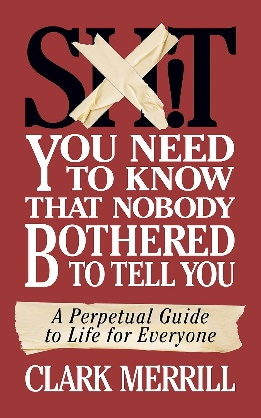 SH!T
YOU NEED
TO KNOW
THAT NOBODY
BOTHERED
TO TELL YOU
A Perpetual Guide
to Life for Everyone
CLARK MERRILL